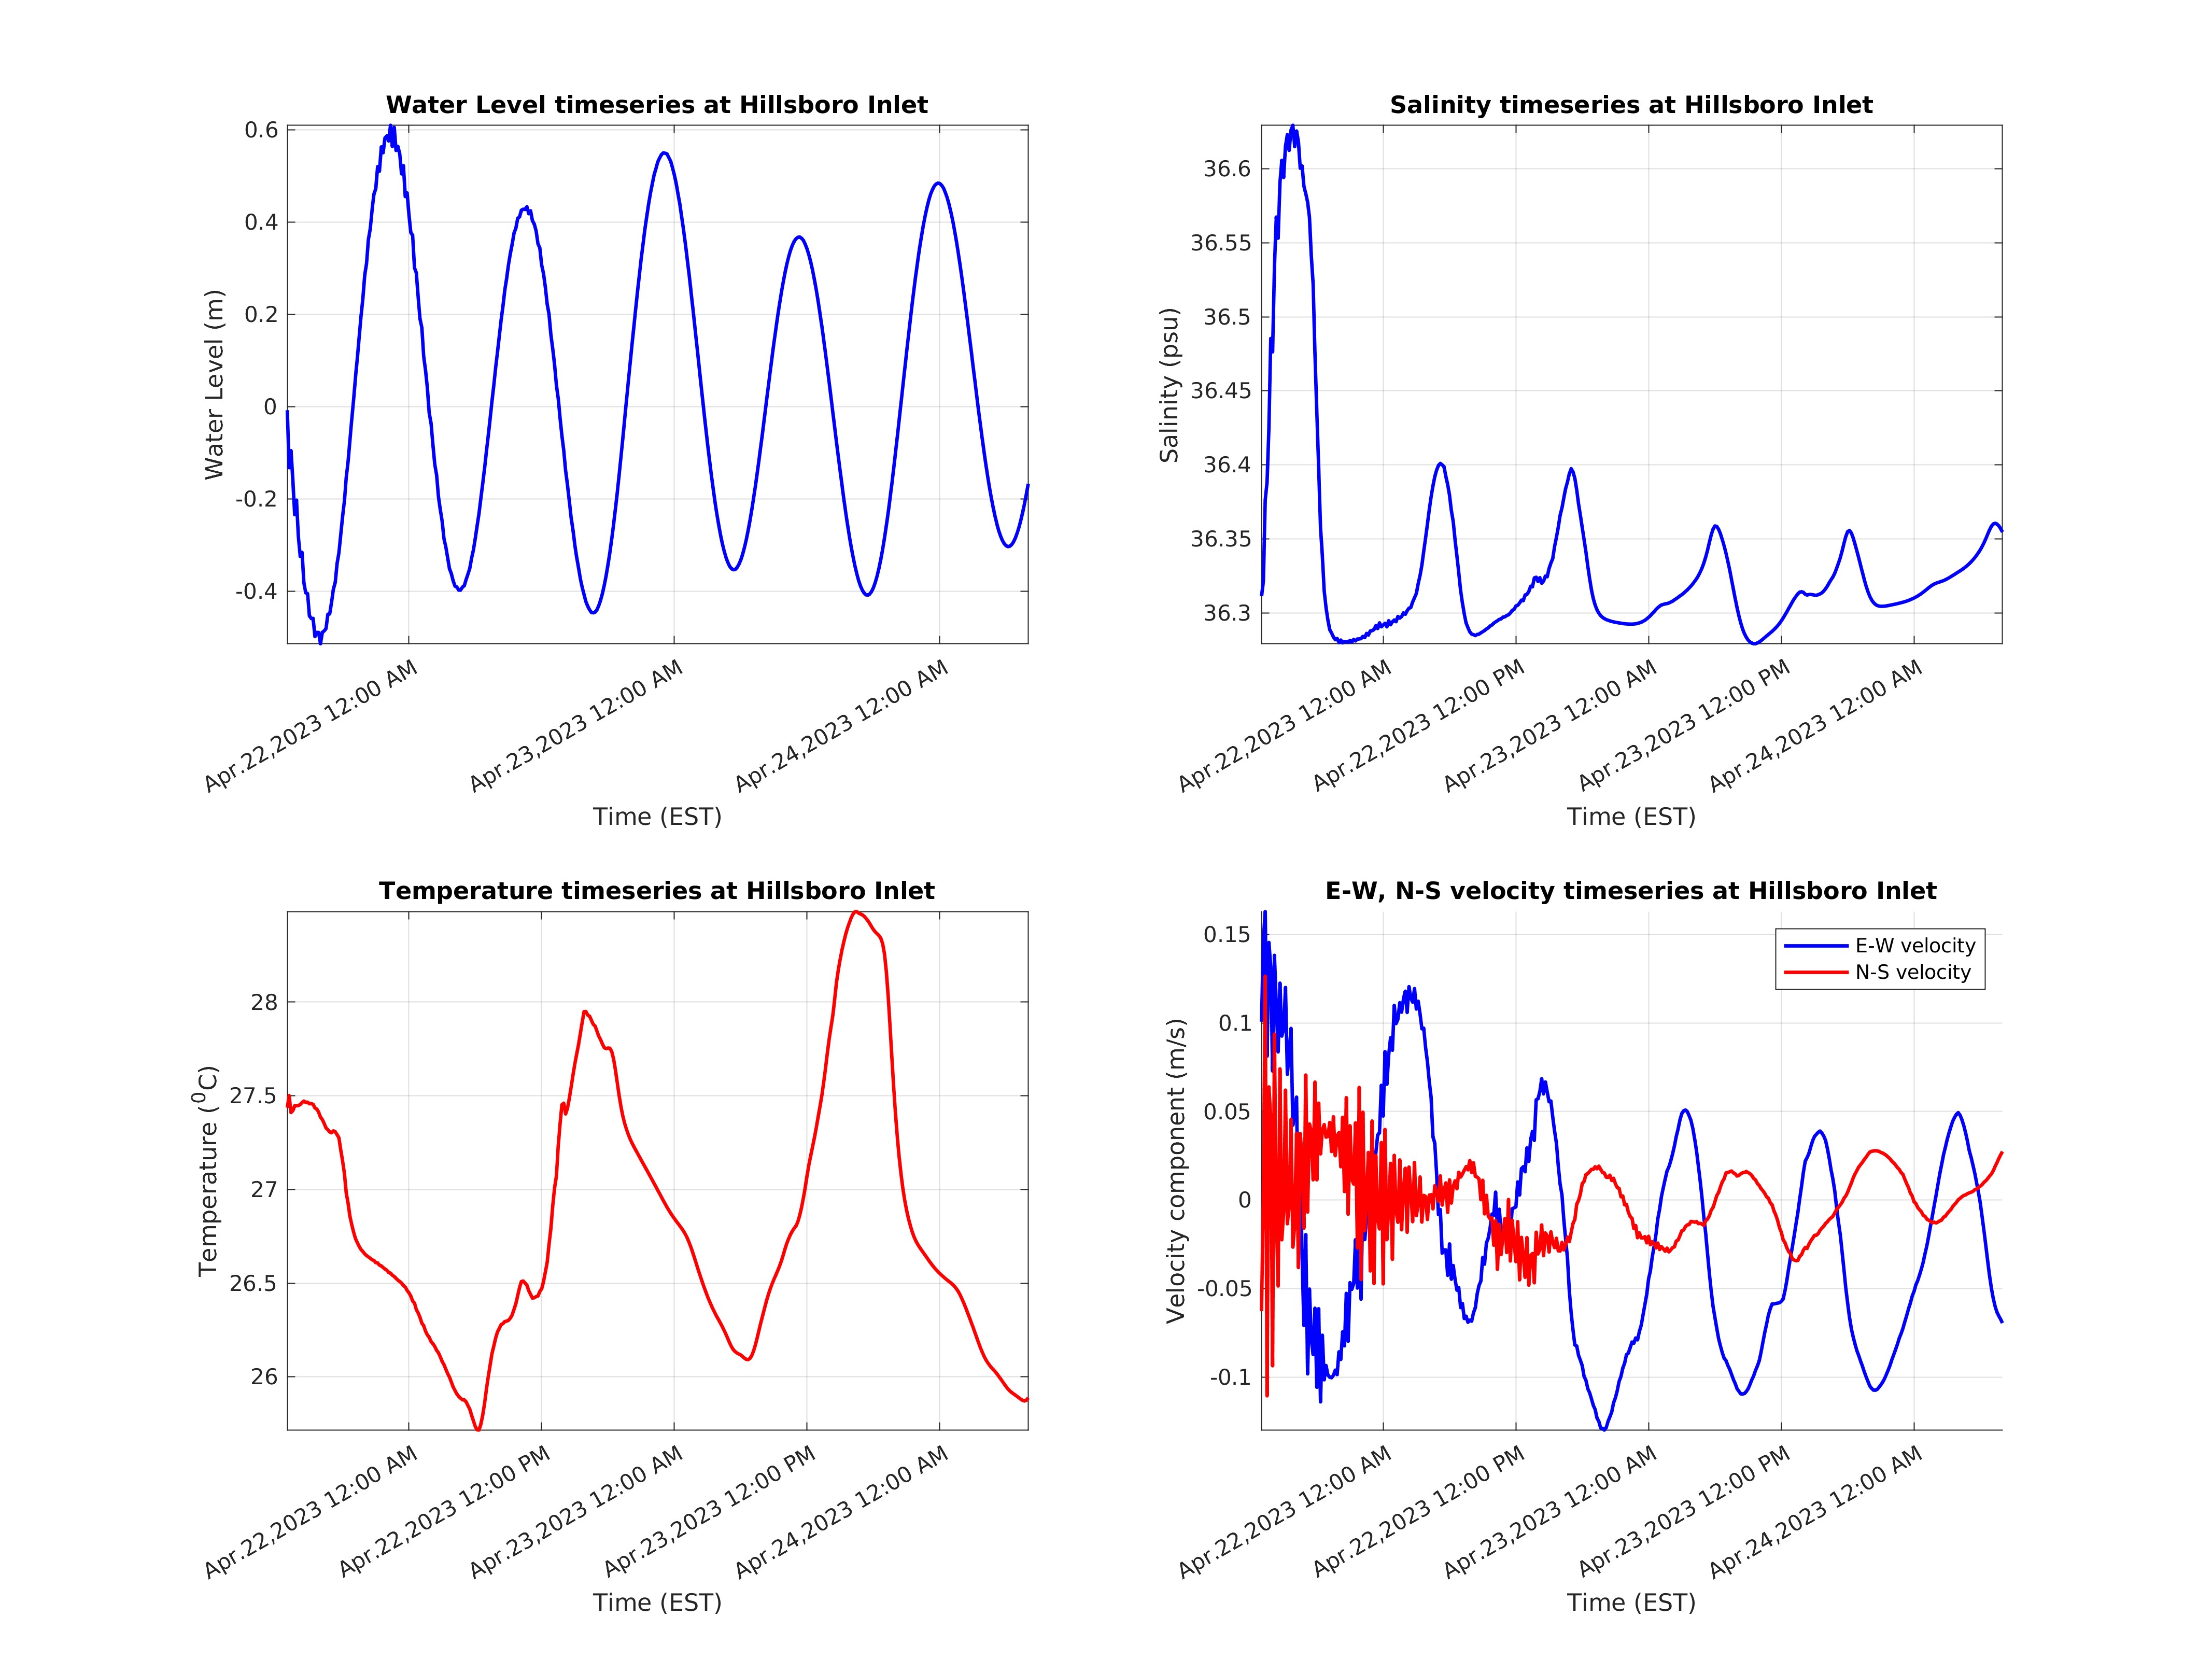 Water Level timeseries at Hillsboro Inlet
0.6
0.4
0.2
0
-0.2
-0.4
Water Level (m)
Apr.22,2023 12:00 AM
Apr.23,2023 12:00 AM
Apr.24,2023 12:00 AM
Time (EST)
Salinity timeseries at Hillsboro Inlet
36.6
36.55
36.5
36.45
36.4
36.35
36.3
Salinity (psu)
Apr.22,2023 12:00 AM
Apr.22,2023 12:00 PM
Apr.23,2023 12:00 AM
Apr.23,2023 12:00 PM
Apr.24,2023 12:00 AM
Time (EST)
Temperature timeseries at Hillsboro Inlet
28
27.5
27
26.5
26
Temperature (⁰C)
Apr.22,2023 12:00 AM
Apr.22,2023 12:00 PM
Apr.23,2023 12:00 AM
Apr.23,2023 12:00 PM
Apr.24,2023 12:00 AM
Time (EST)
E-W, N-S velocity timeseries at Hillsboro Inlet
E-W velocity
N-S velocity
0.15
0.1
0.05
0
-0.05
-0.1
Velocity component (m/s)
Apr.22,2023 12:00 AM
Apr.22,2023 12:00 PM
Apr.23,2023 12:00 AM
Apr.23,2023 12:00 PM
Apr.24,2023 12:00 AM
Time (EST)